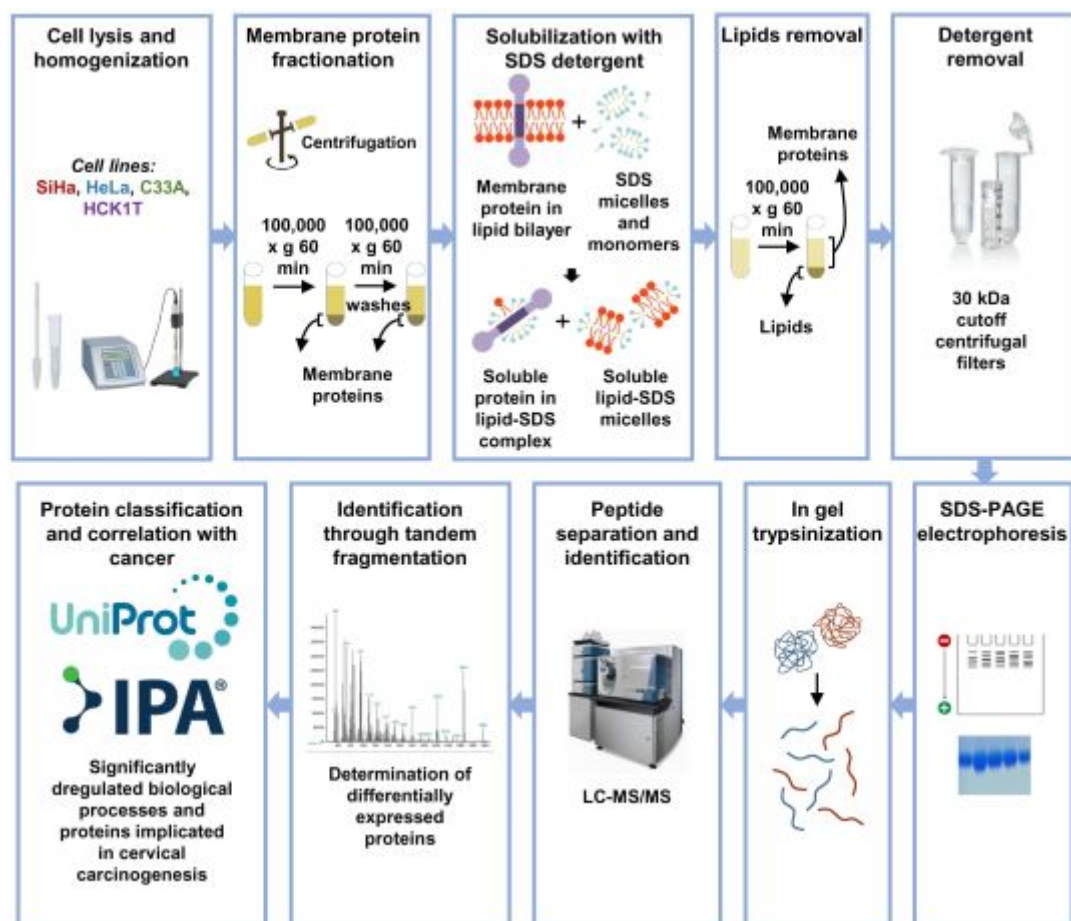 Cell lysis and
homogenization
Cell lines:
SiHa, HeLa, C33A,
HCK1T
Membrane protein
fractionation
Centrifugation
100,000
x g 60
min
100,000
x g 60
min
washes
Membrane
proteins
Solubilization with
SDS detergent
+
Membrane
protein in
lipid bilayer
SDS
micelles
and
monomers
+
Soluble
protein in
lipid-SDS
complex
Soluble
lipid-SDS
micelles
Lipids removal
Membrane
proteins
100,000
x g 60
min
Lipids
Detergent
removal
30 kDa
cutoff
centrifugal
filters
SDS-PAGE
electrophoresis
In gel
trypsinization
Peptide
separation and
identification
LC-MS/MS
Identification
through tandem
fragmentation
Determination of
differentially
expressed
proteins
Protein classification
and correlation with
cancer
UniProt
IPA®
Significantly
dregulated biological
processes and
proteins implicated
in cervical
carcinogenesis